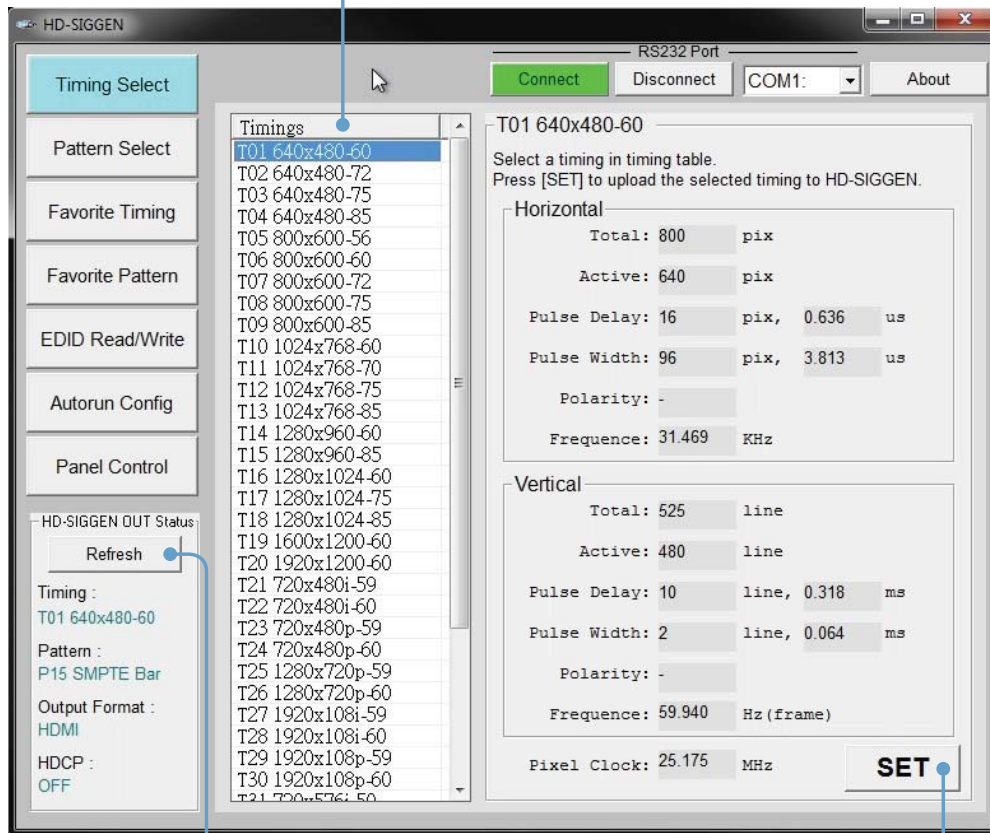 HD-SIGGEN
RS232 Port
Timing Select
Connect
Disconnect
COM1:
About
Pattern Select
Favorite Timing
Favorite Pattern
EDID Read/Write
Autorun Config
Panel Control
HD-SIGGEN OUT Status
Refresh
Timing :
T01 640x480-60
Pattern :
P15 SMPTE Bar
Output Format :
HDMI
HDCP :
OFF
Timings
T01 640x480-60
T02 640x480-72
T03 640x480-75
T04 640x480-85
T05 800x600-56
T06 800x600-60
T07 800x600-72
T08 800x600-75
T09 800x600-85
T10 1024x768-60
T11 1024x768-70
T12 1024x768-75
T13 1024x768-85
T14 1280x960-60
T15 1280x960-85
T16 1280x1024-60
T17 1280x1024-75
T18 1280x1024-85
T19 1600x1200-60
T20 1920x1200-60
T21 720x480i-59
T22 720x480i-60
T23 720x480p-59
T24 720x480p-60
T25 1280x720p-59
T26 1280x720p-60
T27 1920x108i-59
T28 1920x108i-60
T29 1920x108p-59
T30 1920x108p-60
T31 720x576i-50
T01 640x480-60
Select a timing in timing table.
Press [SET] to upload the selected timing to HD-SIGGEN.
Horizontal
Total: 800 pix
Active: 640 pix
Pulse Delay: 16 pix, 0.636 us
Pulse Width: 96 pix, 3.813 us
Polarity: -
Frequence: 31.469 KHz
Vertical
Total: 525 line
Active: 480 line
Pulse Delay: 10 line, 0.318 ms
Pulse Width: 2 line, 0.064 ms
Polarity: -
Frequence: 59.940 Hz(frame)
Pixel Clock: 25.175 MHz
SET